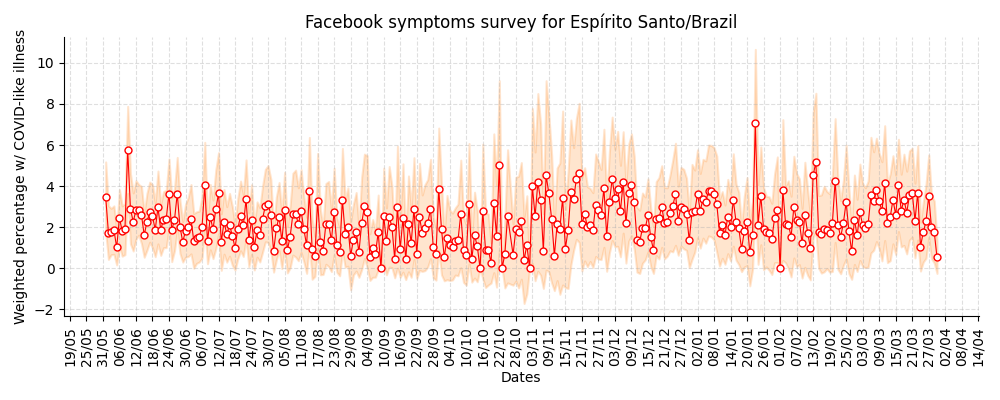 Facebook symptoms survey for Espírito Santo/Brazil
Weighted percentage w/ COVID-like illness
10
8
6
4
2
0
−2
19/05 25/05 31/05 06/06 12/06 18/06 24/06 30/06 06/07 12/07 18/07 24/07 30/07 05/08 11/08 17/08 23/08 29/08 04/09 10/09 16/09 22/09 28/09 04/10 10/10 16/10 22/10 28/10 03/11 09/11 15/11 21/11 27/11 03/12 09/12 15/12 21/12 27/12 02/01 08/01 14/01 20/01 26/01 01/02 07/02 13/02 19/02 25/02 03/03 09/03 15/03 21/03 27/03 02/04 08/04 14/04
Dates